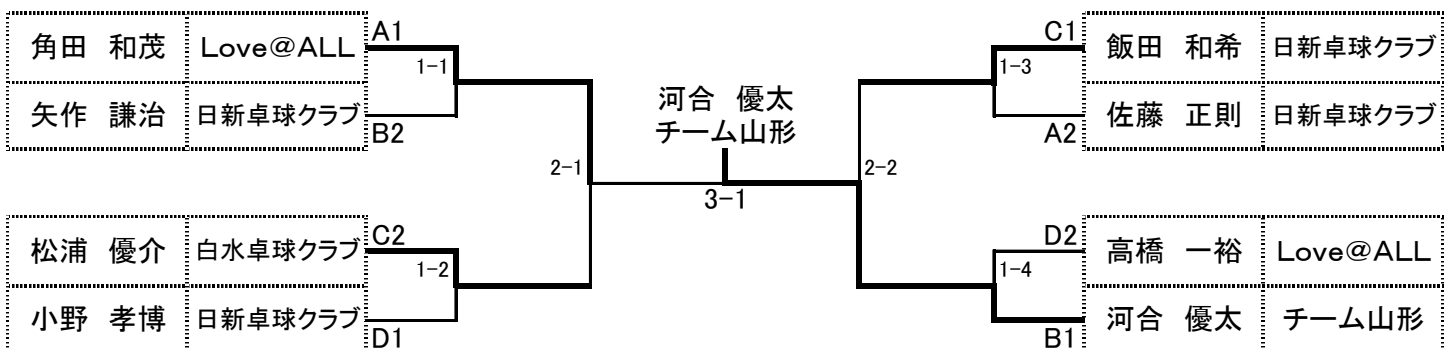 角田 和茂 Love@ALL A1
1-1
矢作 謙治 日新卓球クラブ B2
2-1
松浦 優介 白水卓球クラブ C2
1-2
小野 孝博 日新卓球クラブ D1
河合 優太
チーム山形
3-1
C1 飯田 和希 日新卓球クラブ
1-3
A2 佐藤 正則 日新卓球クラブ
2-2
D2 高橋 一裕 Love@ALL
1-4
B1 河合 優太 チーム山形